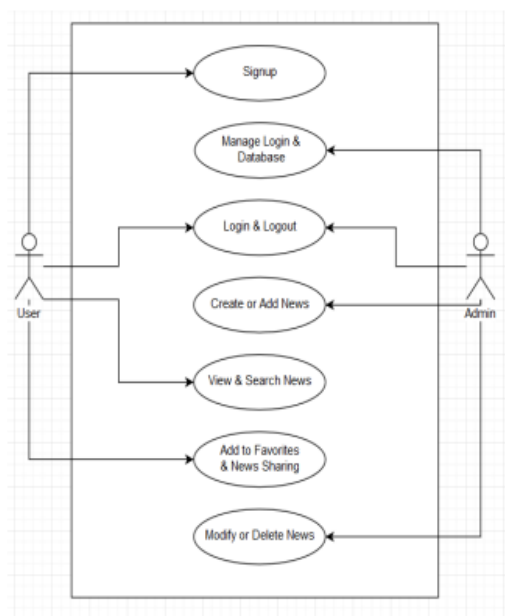 Signup
Manage Login &
Database
Login & Logout
Create or Add News
User
Admin
View & Search News
Add to Favorites
& News Sharing
Modify or Delete News